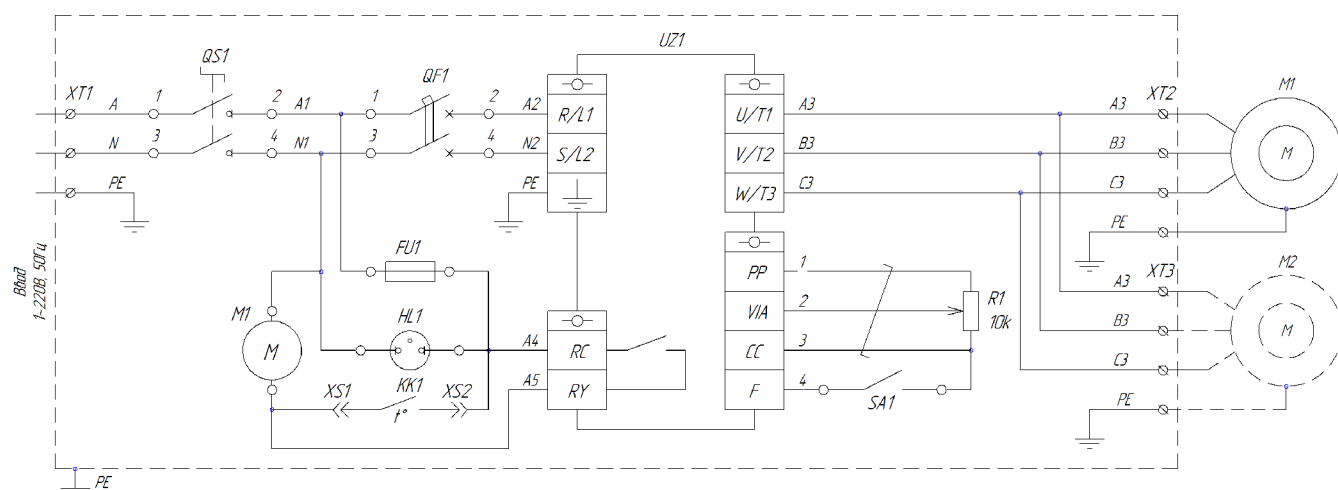 UZ1
QS1
QF1
XT1
A
1
2
A1
1
2
A2
R/L1
U/T1
A3
A3
XT2
M1
N
3
4
N1
3
4
N2
S/L2
V/T2
B3
B3
M
PE
PE
W/T3
C3
C3
PE
Ввод
1~220В, 50Гц
FU1
PP
1
XT3
A3
M2
M1
HL1
VIA
2
R1
10k
B3
M
M
A4
RC
CC
3
C3
XS1
KK1
XS2
t°
A5
RY
F
4
SA1
PE
PE